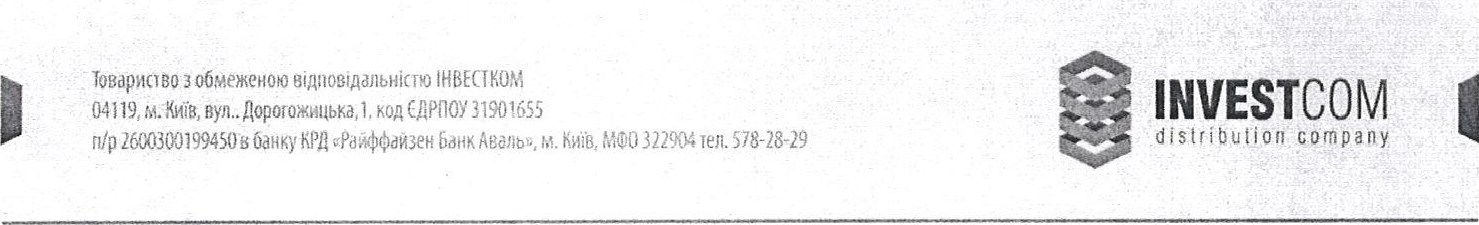 Товариство з обмеженою відповідальністю ІНВЕСТКОМ
04119, м. Київ, вул.. Дорогожицька, 1, код ЄДРПОУ 31901655
п/р 2600300199450 в банку КРД «Райффайзен Банк Аваль», м. Київ, МФО 322904 тел. 578-28-29
INVESTCOM
distribution company